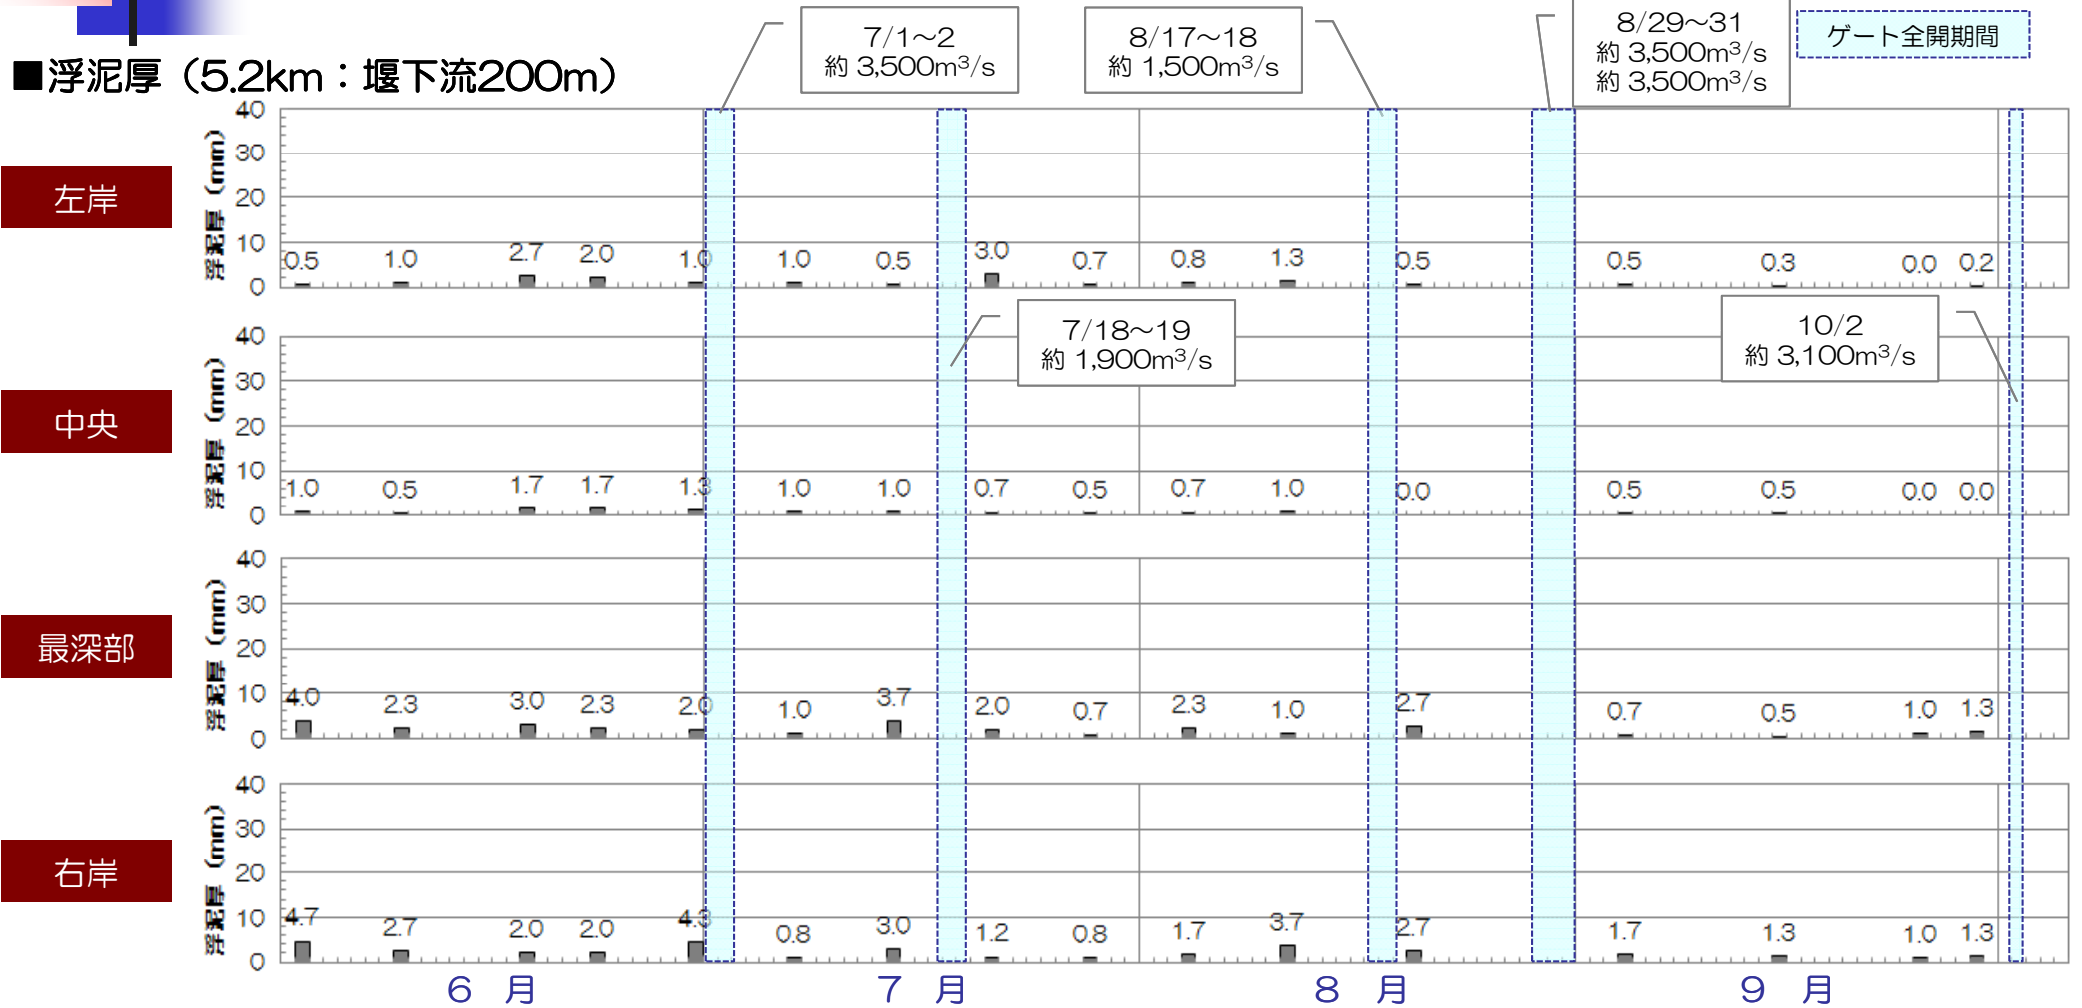 7/1～2
約 3,500m³/s
8/17～18
約 1,500m³/s
8/29～31
約 3,500m³/s
約 3,500m³/s
ゲート全開期間
■浮泥厚（5.2km：堰下流200m）
左岸
浮泥厚（mm）
40
30
20
10
0
0.5 1.0 2.7 2.0 1.0 1.0 0.5 3.0 0.7 0.8 1.3 0.5 0.5 0.3 0.0 0.2
7/18～19
約 1,900m³/s
10/2
約 3,100m³/s
中央
浮泥厚（mm）
40
30
20
10
0
1.0 0.5 1.7 1.7 1.3 1.0 1.0 0.7 0.5 0.7 1.0 0.0 0.5 0.5 0.0 0.0
最深部
浮泥厚（mm）
40
30
20
10
0
4.0 2.3 3.0 2.3 2.0 1.0 3.7 2.0 0.7 2.3 1.0 2.7 0.7 0.5 1.0 1.3
右岸
浮泥厚（mm）
40
30
20
10
0
4.7 2.7 2.0 2.0 4.3 0.8 3.0 1.2 0.8 1.7 3.7 2.7 1.7 1.3 1.0 1.3
6 月 7 月 8 月 9 月